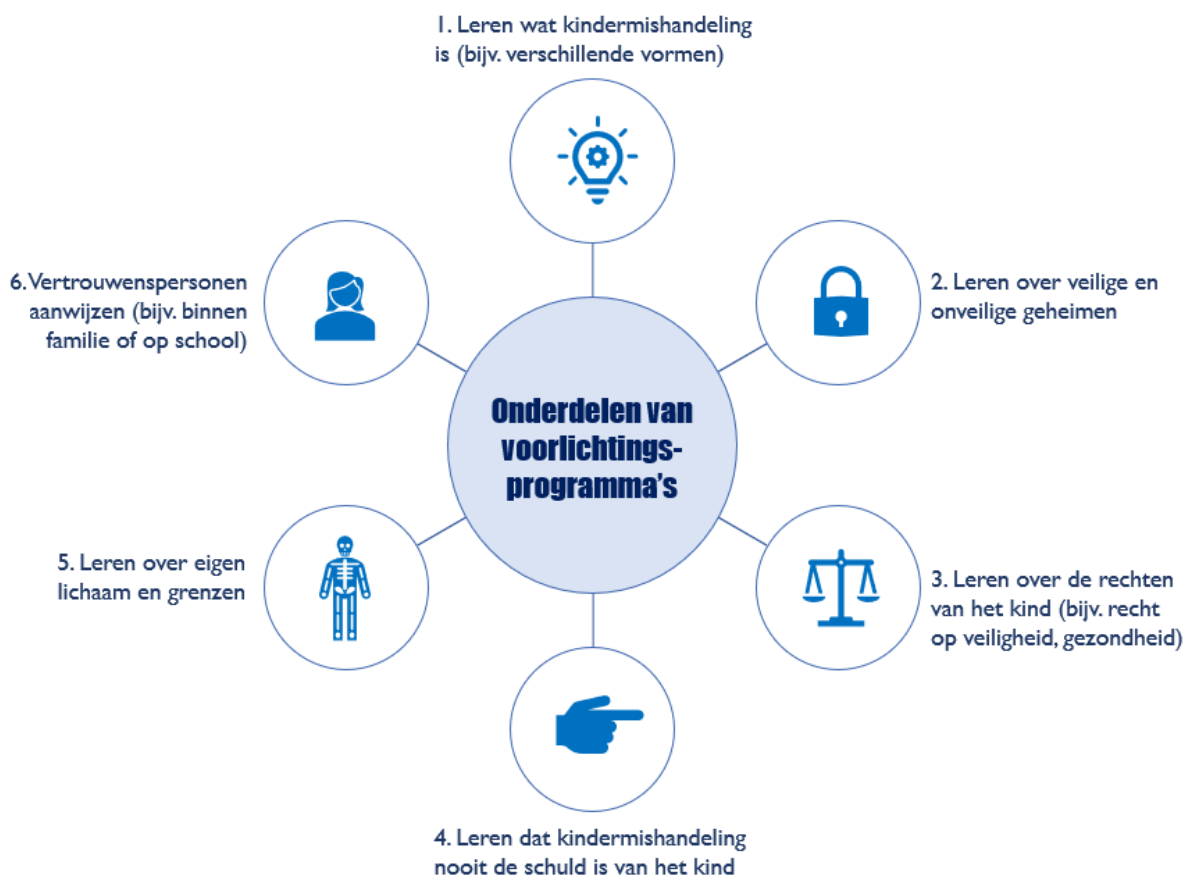 1. Leren wat kindermishandeling
is (bijv. verschillende vormen)
2. Leren over veilige en
onveilige geheimen
3. Leren over de rechten
van het kind (bijv. recht
op veiligheid, gezondheid)
4. Leren dat kindermishandeling
nooit de schuld is van het kind
5. Leren over eigen
lichaam en grenzen
6. Vertrouwenspersonen
aanwijzen (bijv. binnen
familie of op school)
Onderdelen van
voorlichtings-
programma's